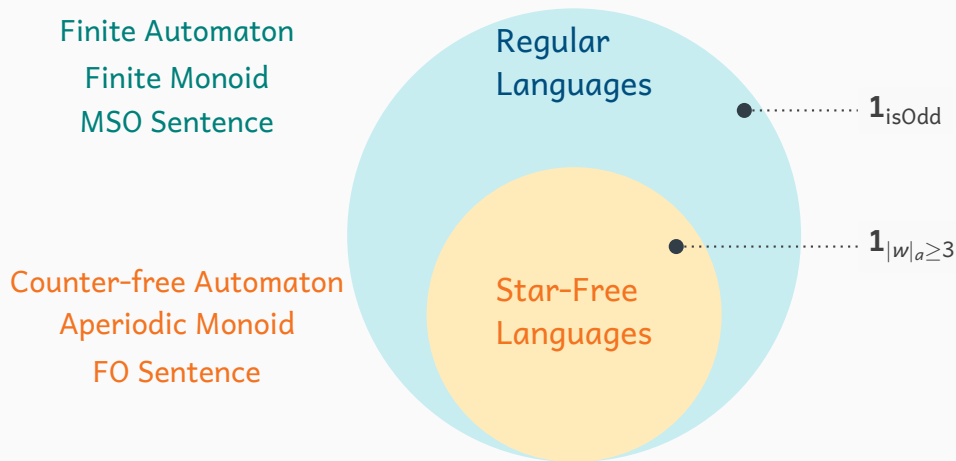 Finite Automaton
Finite Monoid
MSO Sentence
Regular
Languages
𝟏isOdd
𝟏|w|ₐ≥3
Counter-free Automaton
Aperiodic Monoid
FO Sentence
Star-Free
Languages